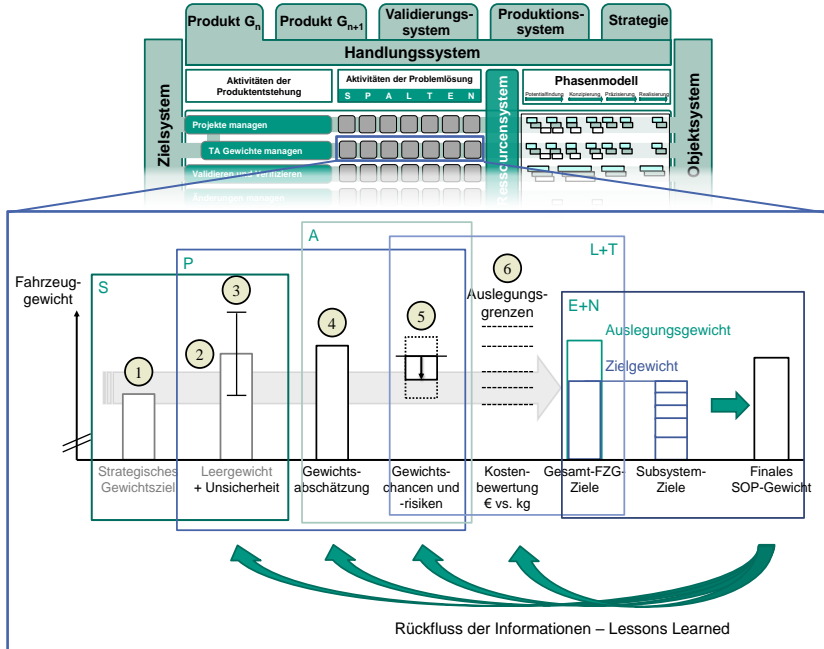 Produkt Gn
Produkt Gn+1
Validierungs-
system
Produktions-
system
Strategie
Handlungssystem
Zielsystem
Aktivitäten der
Produktentstehung
Aktivitäten der Problemlösung
S P A L T E N
Ressourcensystem
Phasenmodell
Potentialfindung Konzipierung Präzisierung Realisierung
Objektsystem
Projekte managen
TA Gewichte managen
Validieren und Verifizieren
Änderungen managen
A
P
L+T
S
3
6
Auslegungs-
grenzen
E+N
Fahrzeug-
gewicht
2
4
5
Auslegungsgewicht
1
Zielgewicht
Strategisches
Gewichtsziel
Leergewicht
+ Unsicherheit
Gewichts-
abschätzung
Gewichts-
chancen und
-risiken
Kosten-
bewertung
€ vs. kg
Gesamt-FZG-
Ziele
Subsystem-
Ziele
Finales
SOP-Gewicht
Rückfluss der Informationen – Lessons Learned